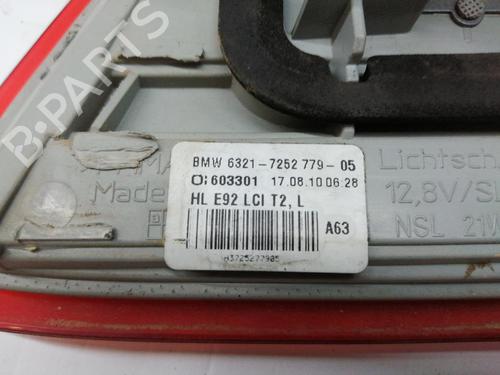 B-PARTS
BMW 6321-7252 779-05
603301 17.08.10 06:28
HL E92 LCI T2, L
A63
A3725277905
Made
Lichtsch
12,8V/S
NSL 21W